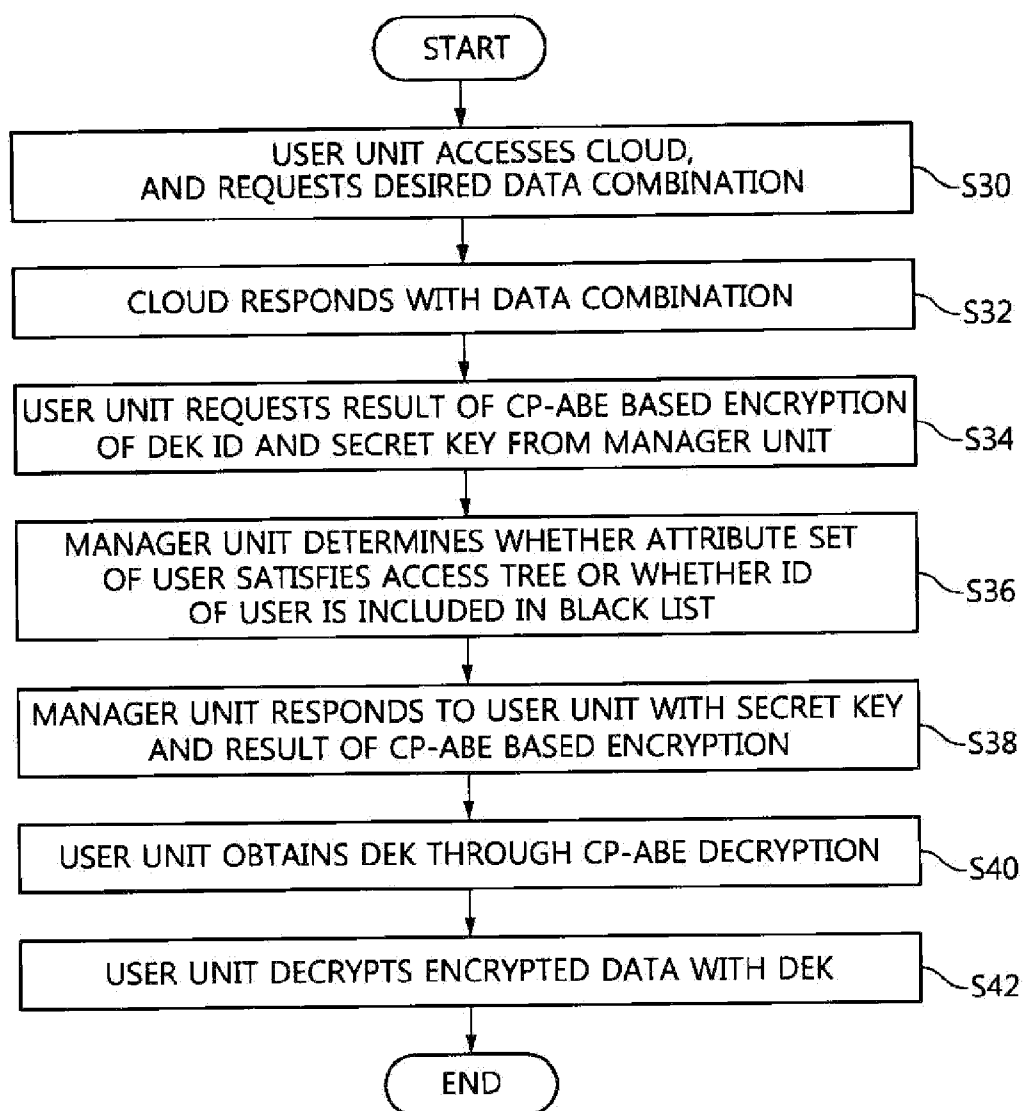 START
USER UNIT ACCESSES CLOUD,
AND REQUESTS DESIRED DATA COMBINATION
S30
CLOUD RESPONDS WITH DATA COMBINATION
S32
USER UNIT REQUESTS RESULT OF CP-ABE BASED ENCRYPTION
OF DEK ID AND SECRET KEY FROM MANAGER UNIT
S34
MANAGER UNIT DETERMINES WHETHER ATTRIBUTE SET
OF USER SATISFIES ACCESS TREE OR WHETHER ID
OF USER IS INCLUDED IN BLACK LIST
S36
MANAGER UNIT RESPONDS TO USER UNIT WITH SECRET KEY
AND RESULT OF CP-ABE BASED ENCRYPTION
S38
USER UNIT OBTAINS DEK THROUGH CP-ABE DECRYPTION
S40
USER UNIT DECRYPTS ENCRYPTED DATA WITH DEK
S42
END